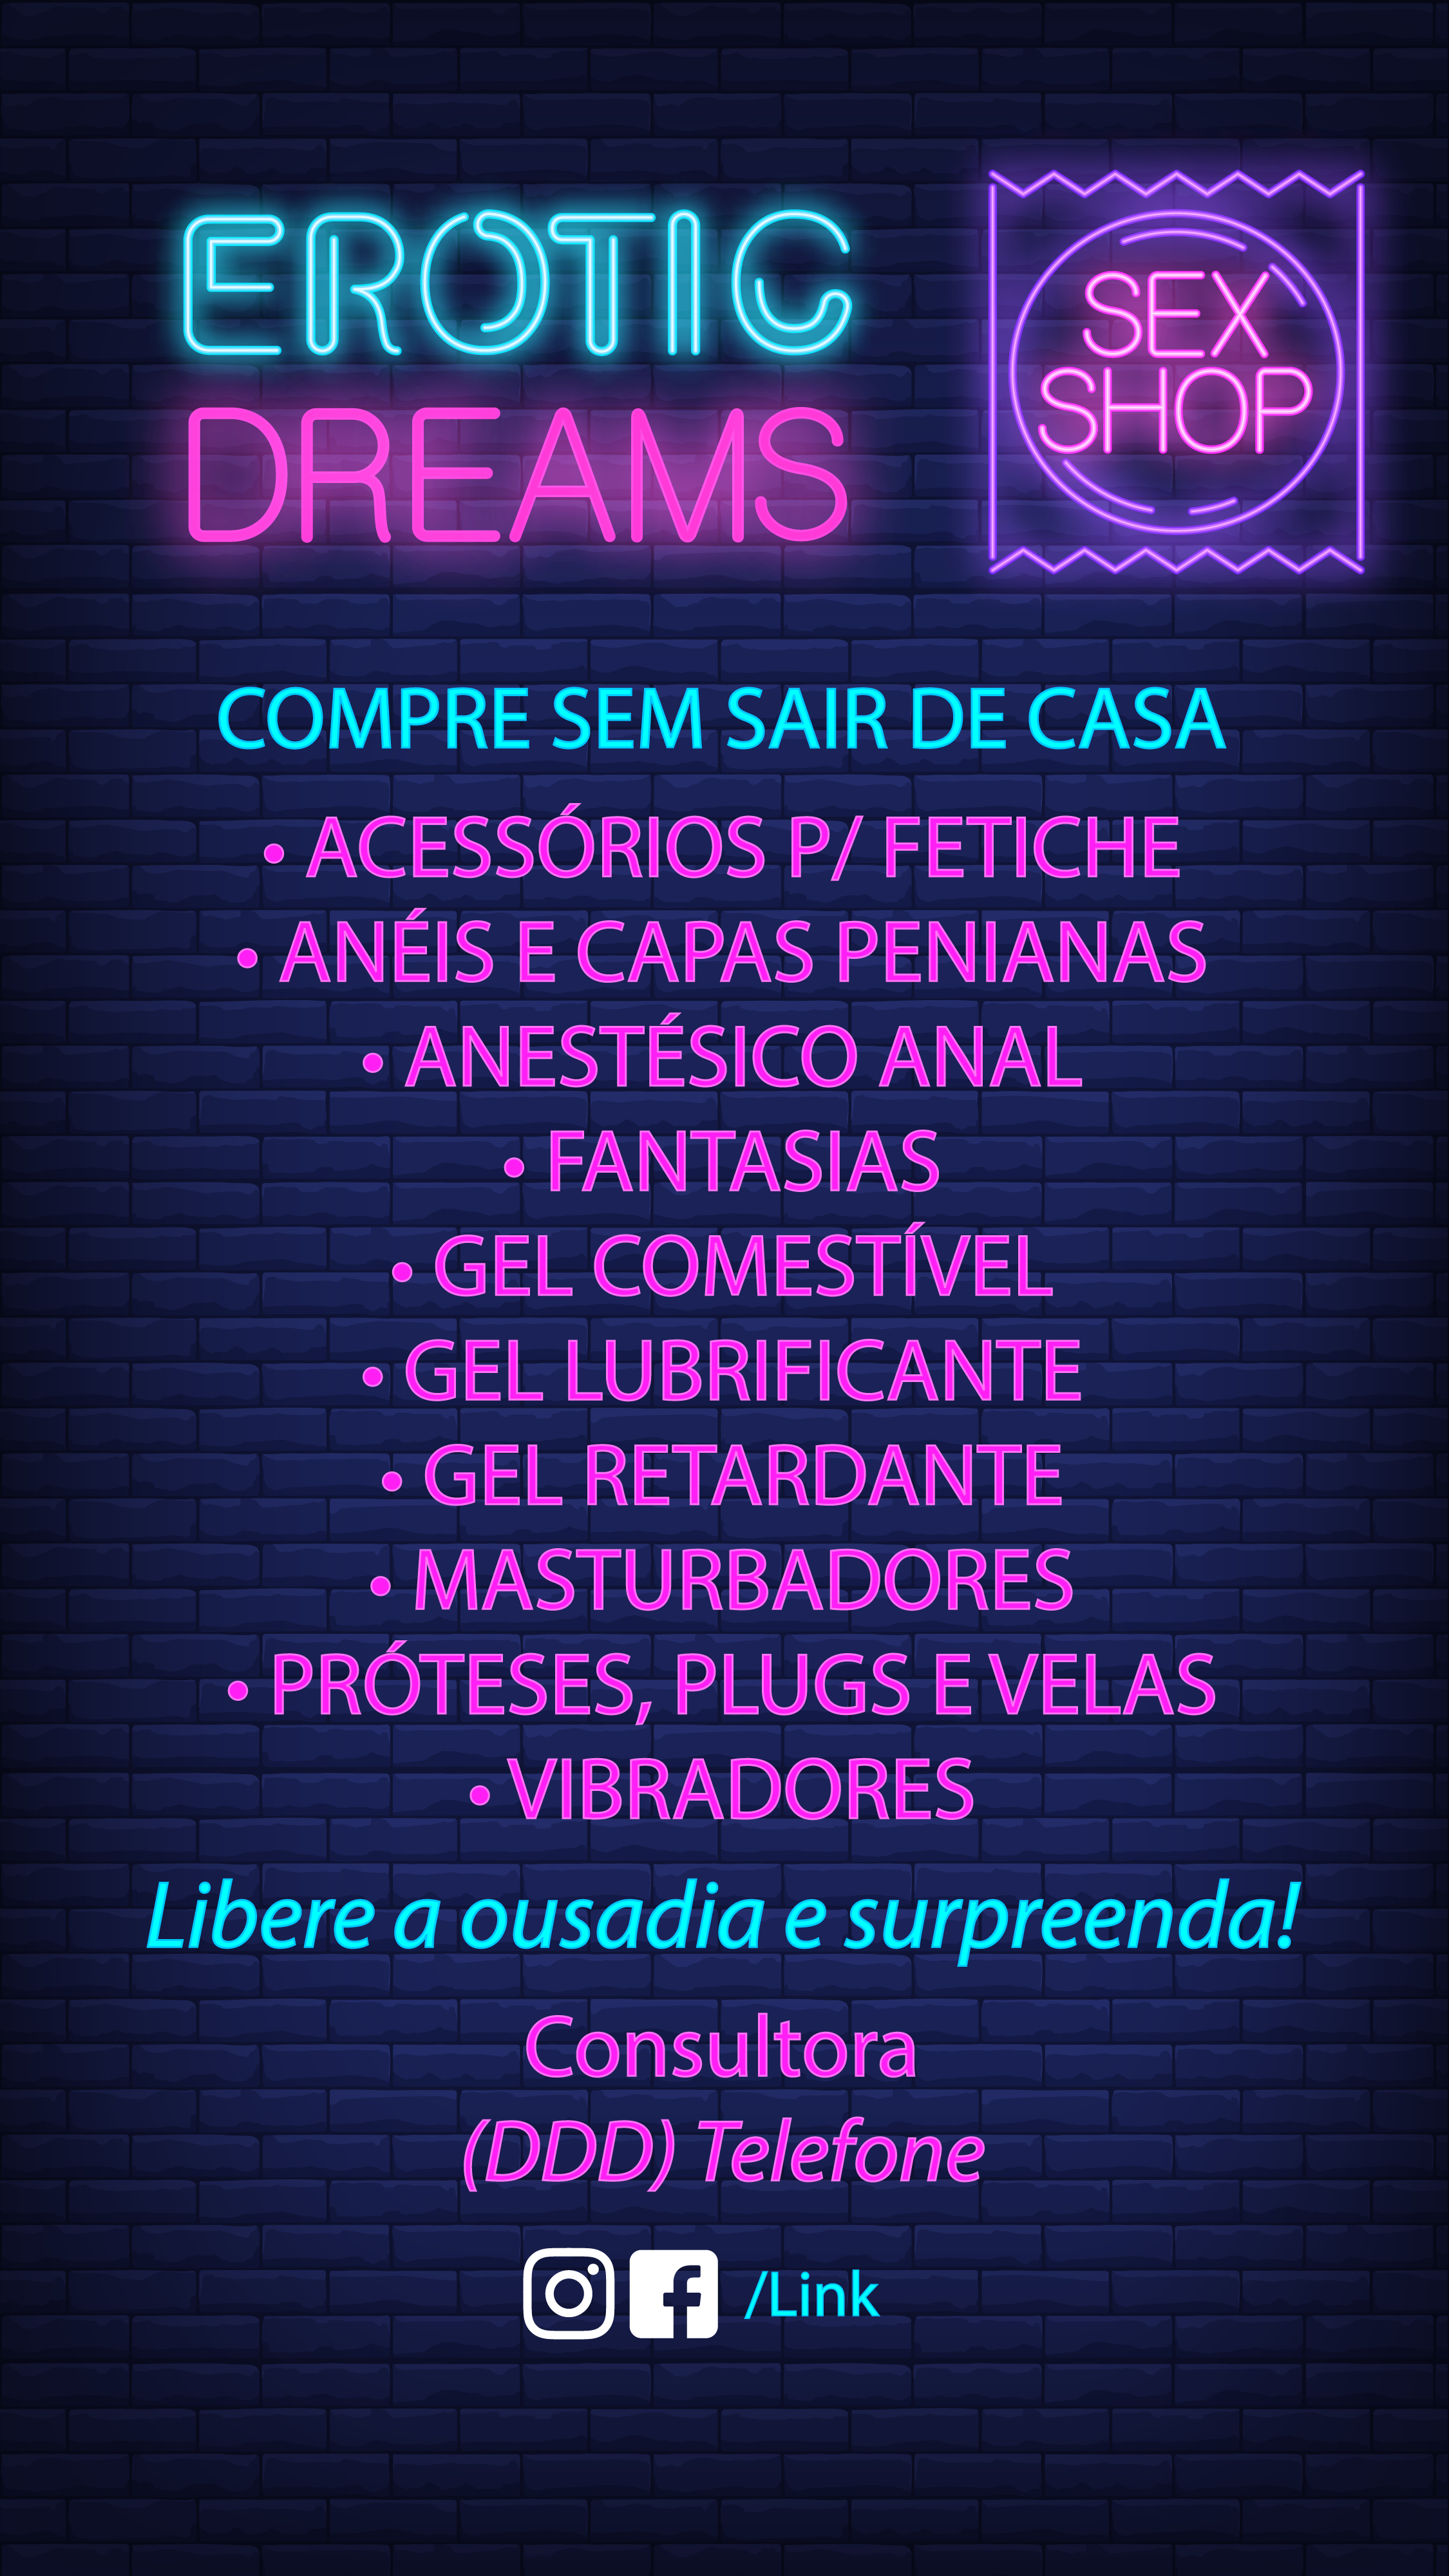 EROTIC
DREAMS
SEX
SHOP
COMPRE SEM SAIR DE CASA
• ACESSÓRIOS P/ FETICHE
• ANÉIS E CAPAS PENIANAS
• ANESTÉSICO ANAL
• FANTASIAS
• GEL COMESTÍVEL
• GEL LUBRIFICANTE
• GEL RETARDANTE
• MASTURBADORES
• PRÓTESES, PLUGS E VELAS
• VIBRADORES
Libere a ousadia e surpreenda!
Consultora
(DDD) Telefone
/Link